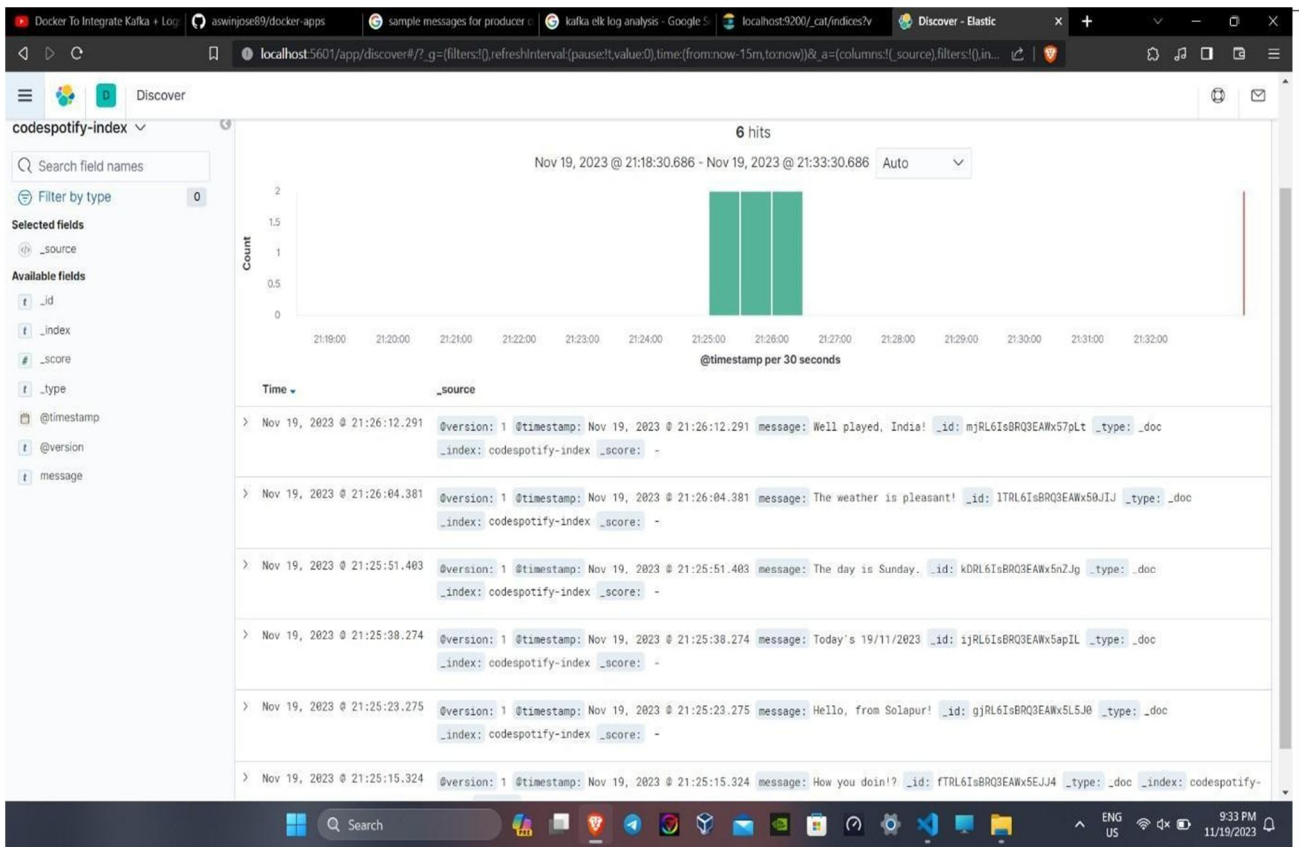 Docker To Integrate Kafka + Log
aswinjose89/docker-apps
sample messages for producer c
kafka elk log analysis - Google S
localhost:9200/_cat/indices?v
Discover - Elastic
localhost:5601/app/discover#/?_g=(filters:!(),refreshInterval:(pause:!t,value:0),time:(from:now-15m,to:now))&_a=(columns:!(_source),filters:!(),in...
D Discover
codespotify-index
Search field names
Filter by type 0
Selected fields
_source
Available fields
t _id
t _index
# _score
t _type
@timestamp
t @version
t message
6 hits
Nov 19, 2023 @ 21:18:30.686 - Nov 19, 2023 @ 21:33:30.686 Auto
2
1.5
1
0.5
0
Count
21:19:00 21:20:00 21:21:00 21:22:00 21:23:00 21:24:00 21:25:00 21:26:00 21:27:00 21:28:00 21:29:00 21:30:00 21:31:00 21:32:00
@timestamp per 30 seconds
Time _source
Nov 19, 2023 @ 21:26:12.291 @version: 1 @timestamp: Nov 19, 2023 @ 21:26:12.291 message: Well played, India! _id: mjRL6IsBRQ3EAWx57pLt _type: _doc
_index: codespotify-index _score: -
Nov 19, 2023 @ 21:26:04.381 @version: 1 @timestamp: Nov 19, 2023 @ 21:26:04.381 message: The weather is pleasant! _id: lTRL6IsBRQ3EAWx50JIJ _type: _doc
_index: codespotify-index _score: -
Nov 19, 2023 @ 21:25:51.403 @version: 1 @timestamp: Nov 19, 2023 @ 21:25:51.403 message: The day is Sunday. _id: kDRL6IsBRQ3EAWx5nZJg _type: _doc
_index: codespotify-index _score: -
Nov 19, 2023 @ 21:25:38.274 @version: 1 @timestamp: Nov 19, 2023 @ 21:25:38.274 message: Today's 19/11/2023 _id: ijRL6IsBRQ3EAWx5apIL _type: _doc
_index: codespotify-index _score: -
Nov 19, 2023 @ 21:25:23.275 @version: 1 @timestamp: Nov 19, 2023 @ 21:25:23.275 message: Hello, from Solapur! _id: gjRL6IsBRQ3EAWx5L5J0 _type: _doc
_index: codespotify-index _score: -
Nov 19, 2023 @ 21:25:15.324 @version: 1 @timestamp: Nov 19, 2023 @ 21:25:15.324 message: How you doin!? _id: fTRL6IsBRQ3EAWx5EJJ4 _type: _doc _index: codespotify-
Search
PRE
ENG
US
9:33 PM
11/19/2023